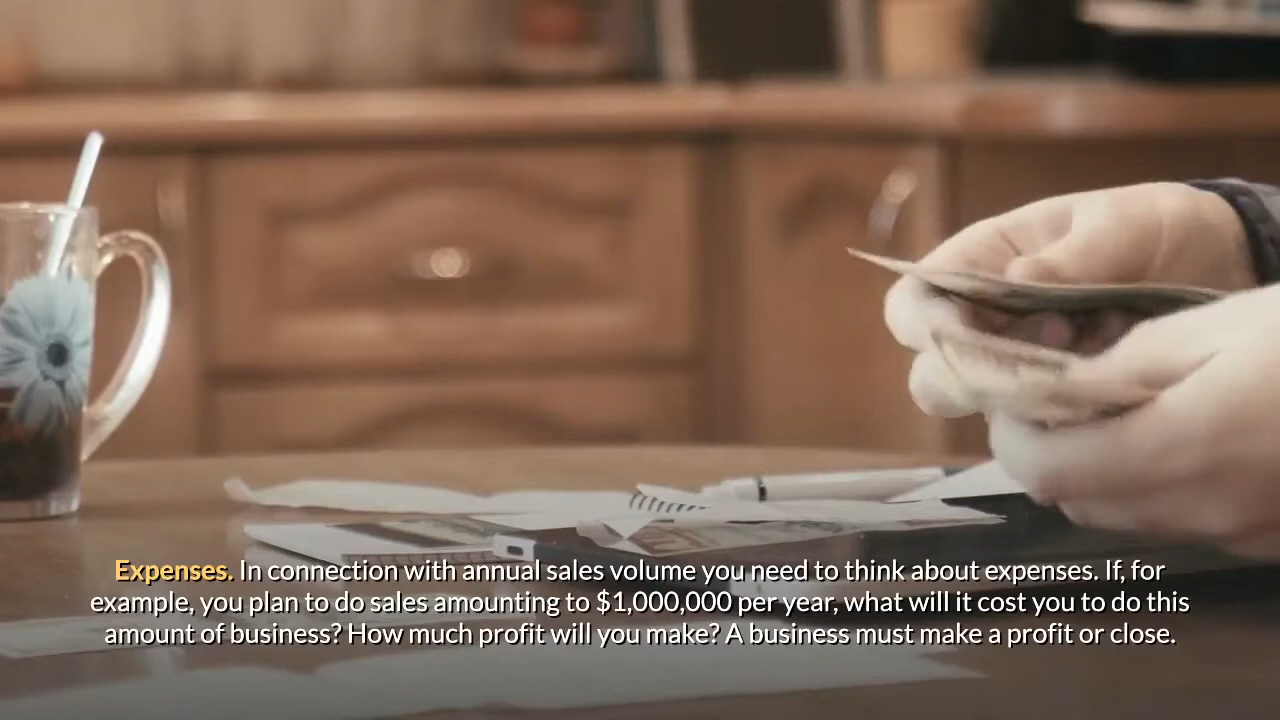 Expenses. In connection with annual sales volume you need to think about expenses. If, for
example, you plan to do sales amounting to $1,000,000 per year, what will it cost you to do this
amount of business? How much profit will you make? A business must make a profit or close.